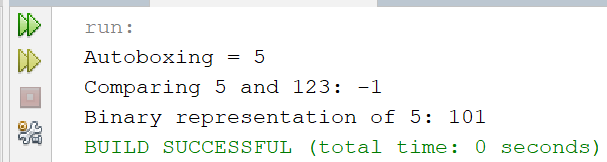 run:
Autoboxing = 5
Comparing 5 and 123: -1
Binary representation of 5: 101
BUILD SUCCESSFUL (total time: 0 seconds)